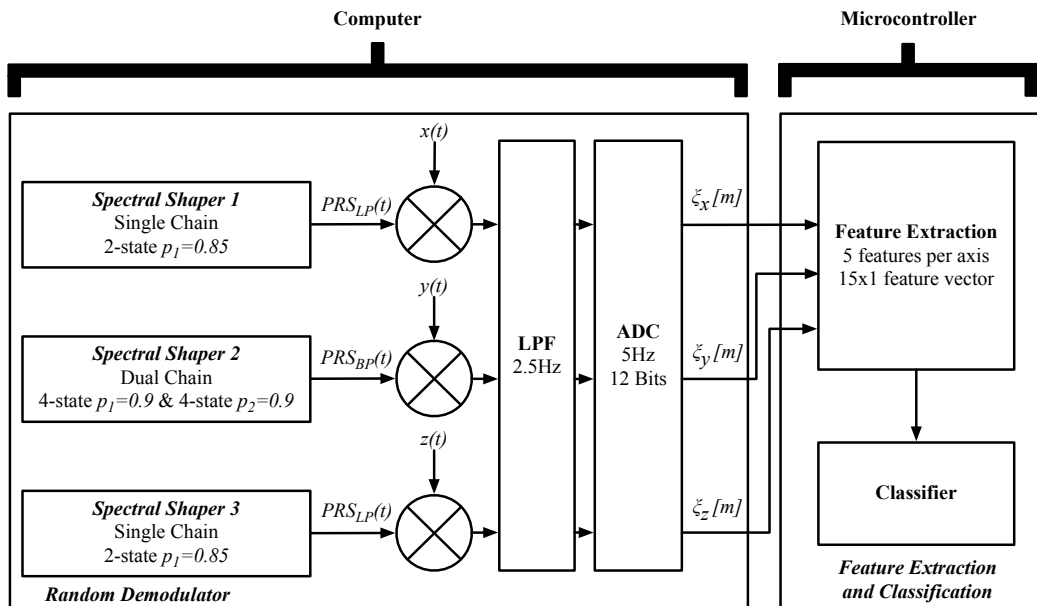 Computer
Microcontroller
x(t)
Spectral Shaper 1
Single Chain
2-state p1=0.85
PRSLP(t)
ξx[m]
y(t)
Spectral Shaper 2
Dual Chain
4-state p1=0.9 & 4-state p2=0.9
PRSBP(t)
LPF
2.5Hz
ADC
5Hz
12 Bits
ξy[m]
z(t)
Spectral Shaper 3
Single Chain
2-state p1=0.85
PRSLP(t)
ξz[m]
Random Demodulator
Feature Extraction
5 features per axis
15x1 feature vector
Classifier
Feature Extraction
and Classification